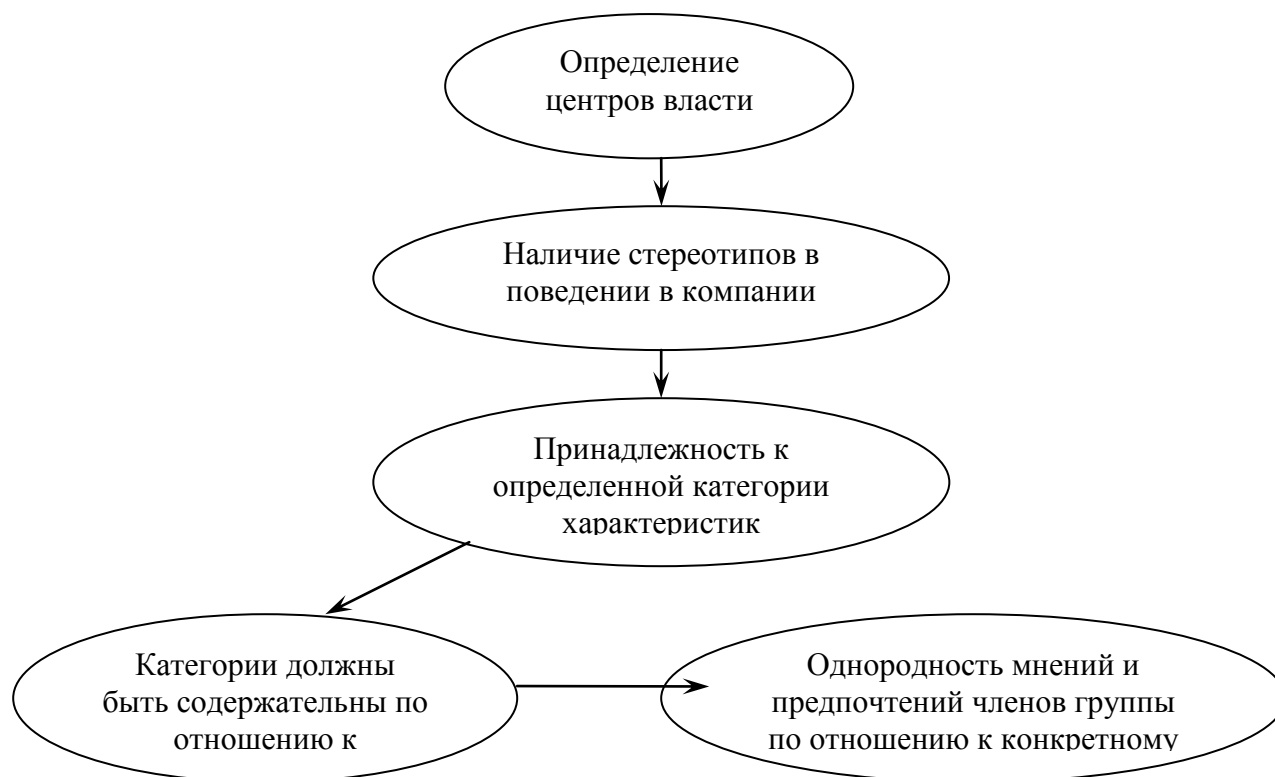 Определение
центров власти
Наличие стереотипов в
поведении в компании
Принадлежность к
определенной категории
характеристик
Категории должны
быть содержательны по
отношению к
Однородность мнений и
предпочтений членов группы
по отношению к конкретному